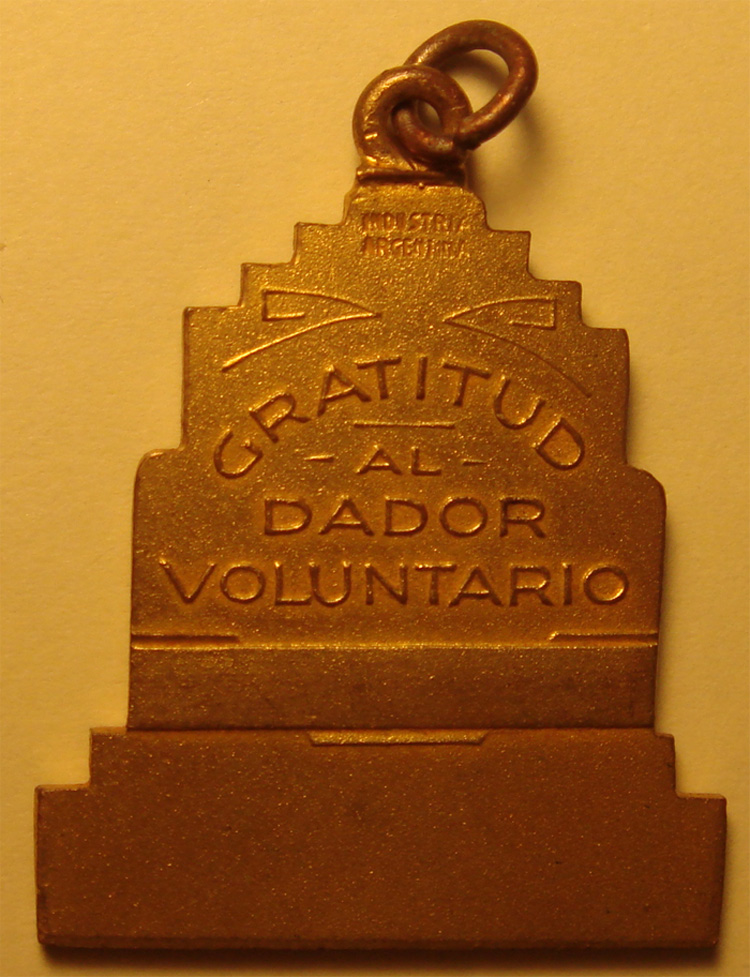 INDUSTRIA
ARGENTINA
GRATITUD
- AL -
DADOR
VOLUNTARIO